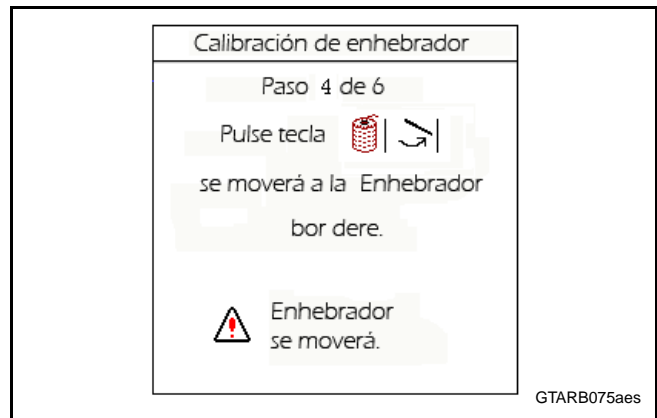 Calibración de enhebrador
Paso 4 de 6
Pulse tecla
se moverá a la Enhebrador
bor dere.
Enhebrador
se moverá.
GTARB075aes